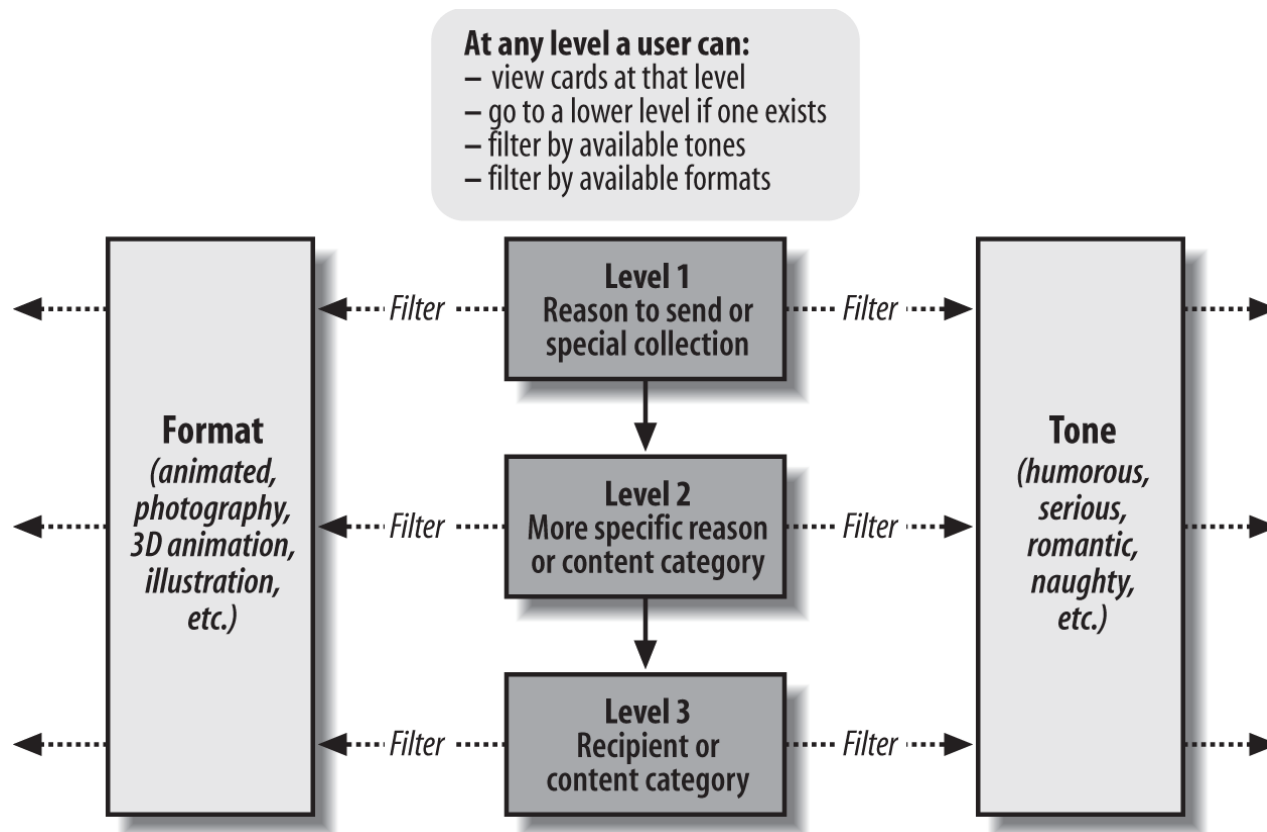 At any level a user can:
– view cards at that level
– go to a lower level if one exists
– filter by available tones
– filter by available formats
Level 1
Reason to send or
special collection
Filter
Filter
Format
(animated,
photography,
3D animation,
illustration,
etc.)
Level 2
More specific reason
or content category
Filter
Filter
Tone
(humorous,
serious,
romantic,
naughty,
etc.)
Level 3
Recipient or
content category
Filter
Filter